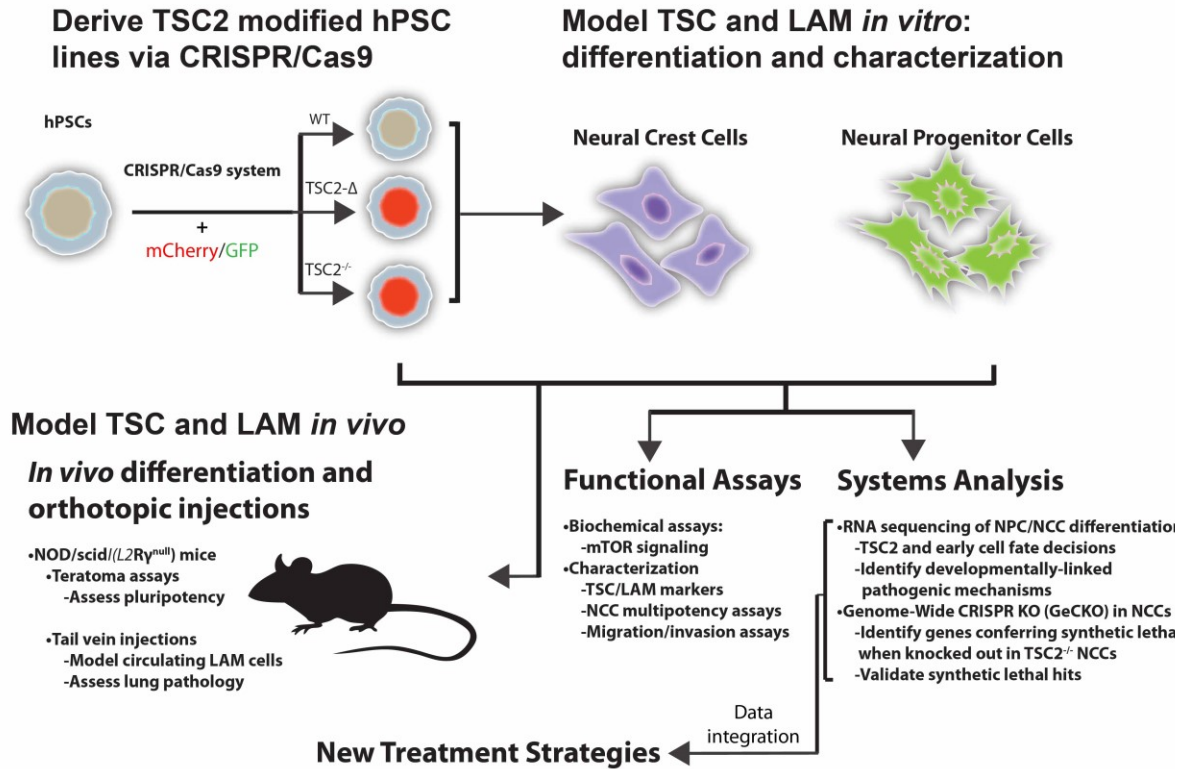 Derive TSC2 modified hPSC
lines via CRISPR/Cas9
Model TSC and LAM in vitro:
differentiation and characterization
hPSCs
CRISPR/Cas9 system
+
mCherry/GFP
WT
TSC2-Δ
TSC2-/-
Neural Crest Cells
Neural Progenitor Cells
Model TSC and LAM in vivo
In vivo differentiation and
orthotopic injections
•NOD/scid/(L2Rγnull) mice
•Teratoma assays
-Assess pluripotency
•Tail vein injections
-Model circulating LAM cells
-Assess lung pathology
Functional Assays
•Biochemical assays:
-mTOR signaling
•Characterization
-TSC/LAM markers
-NCC multipotency assays
-Migration/invasion assays
Systems Analysis
•RNA sequencing of NPC/NCC differentiation
-TSC2 and early cell fate decisions
-Identify developmentally-linked
pathogenic mechanisms
•Genome-Wide CRISPR KO (GeCKO) in NCCs
-Identify genes conferring synthetic letha
when knocked out in TSC2-/- NCCs
-Validate synthetic lethal hits
Data
integration
New Treatment Strategies